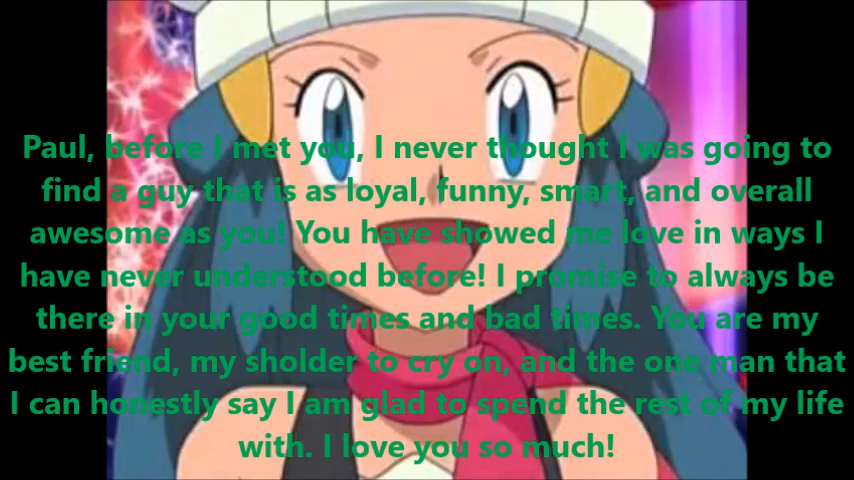 Paul, before I met you, I never thought I was going to
find a guy that is as loyal, funny, smart, and overall
awesome as you! You have showed me love in ways I
have never understood before! I promise to always be
there in your good times and bad times. You are my
best friend, my sholder to cry on, and the one man that
I can honestly say I am glad to spend the rest of my life
with. I love you so much!